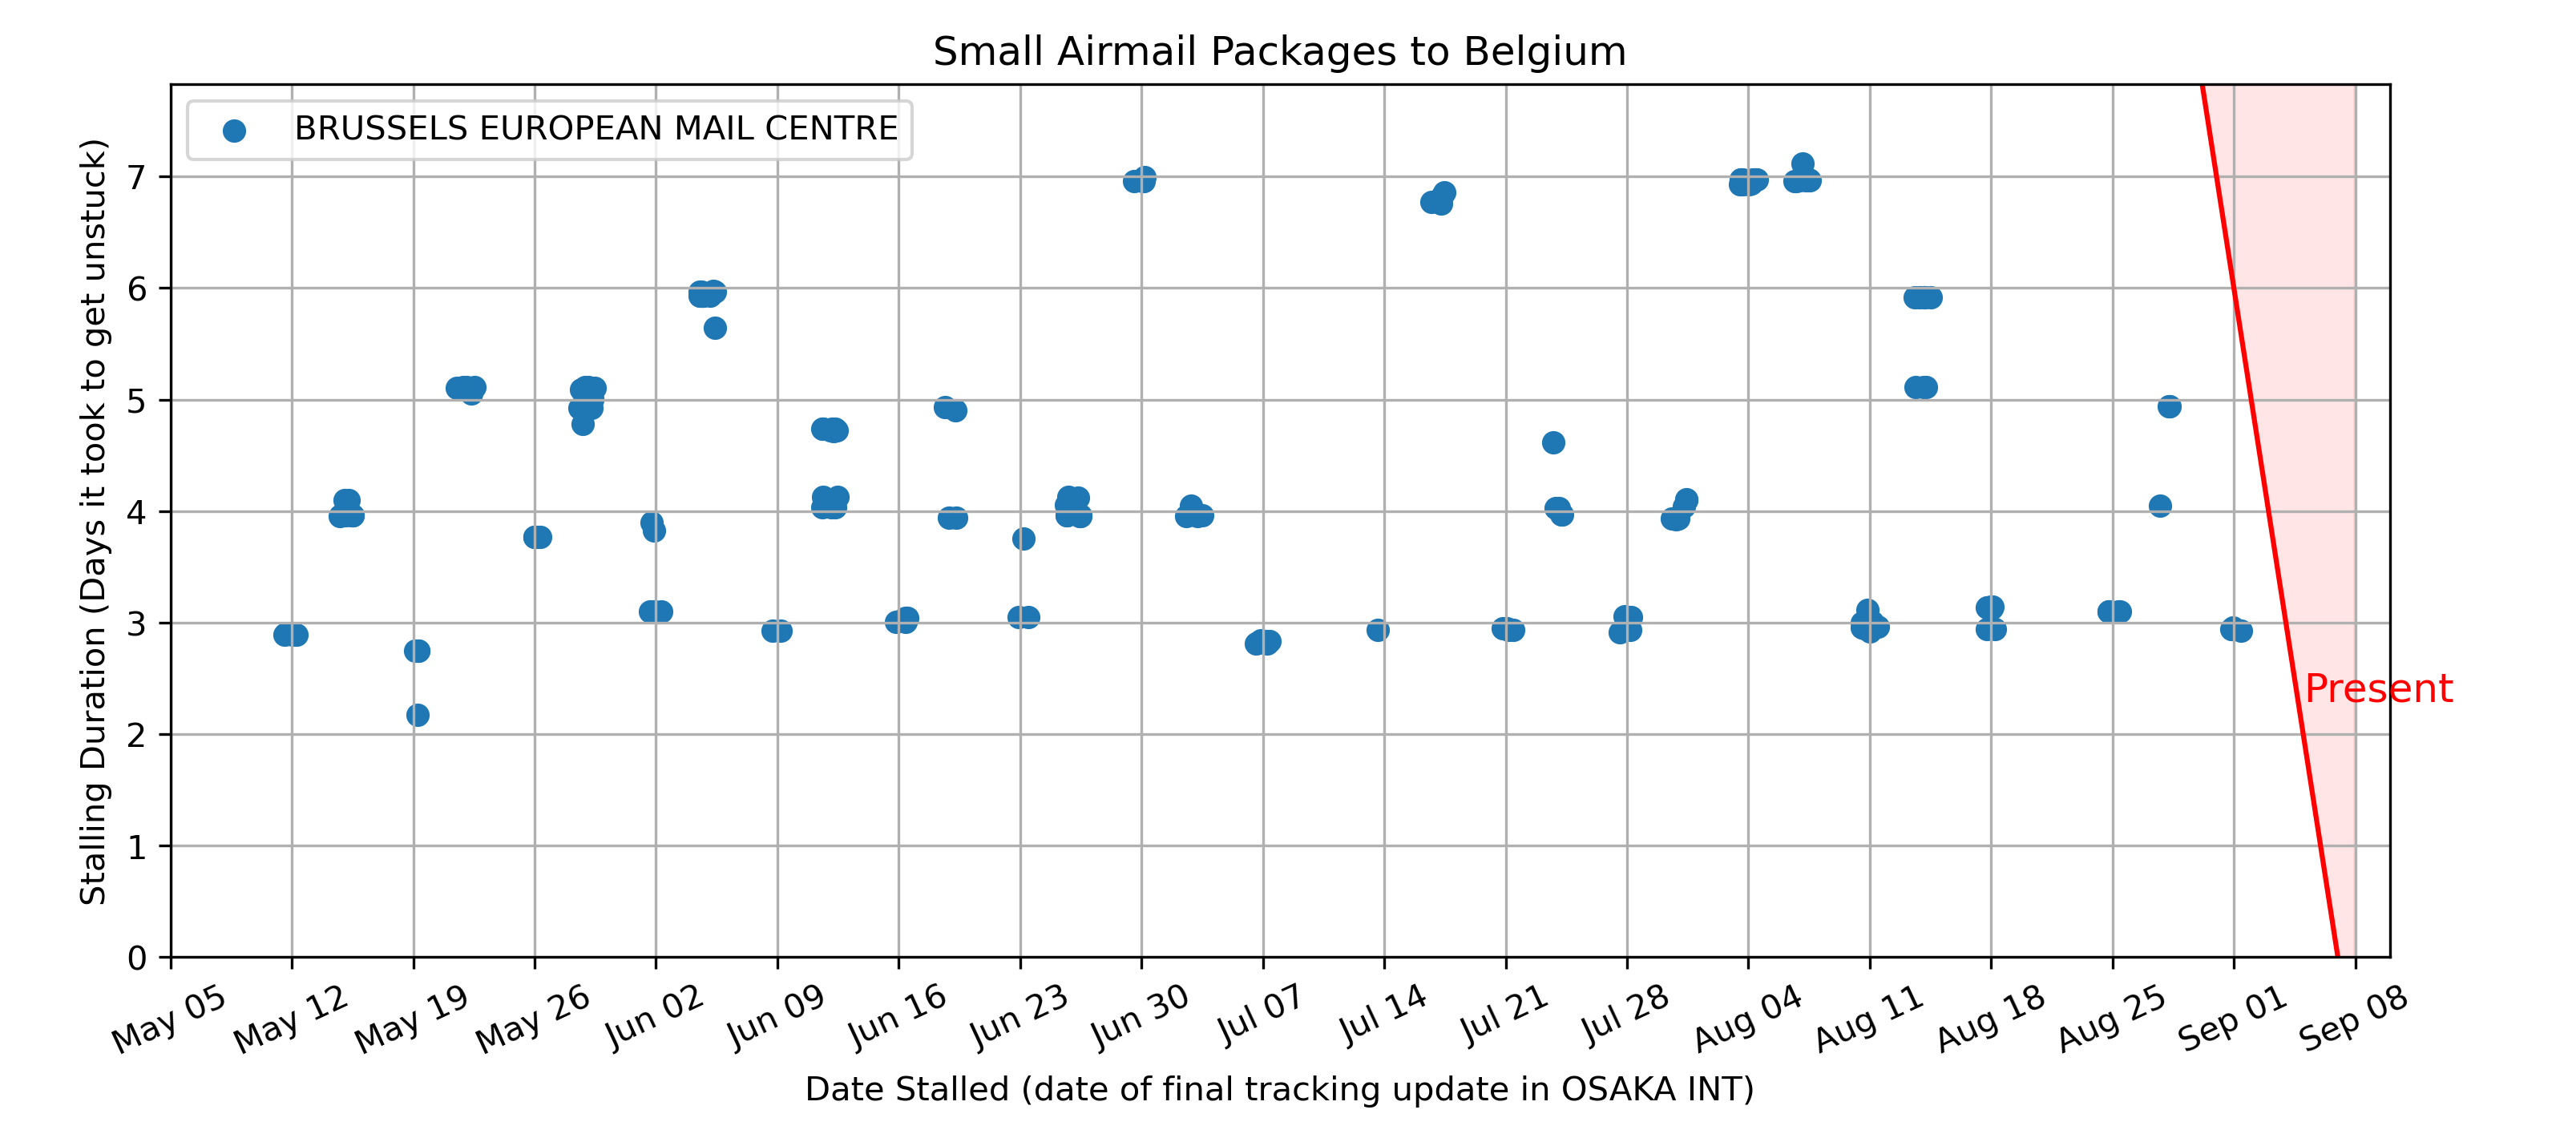 Small Airmail Packages to Belgium
BRUSSELS EUROPEAN MAIL CENTRE
Stalling Duration (Days it took to get unstuck)
7
6
5
4
3
2
1
0
Present
May 05
May 12
May 19
May 26
Jun 02
Jun 09
Jun 16
Jun 23
Jun 30
Jul 07
Jul 14
Jul 21
Jul 28
Aug 04
Aug 11
Aug 18
Aug 25
Sep 01
Sep 08
Date Stalled (date of final tracking update in OSAKA INT)